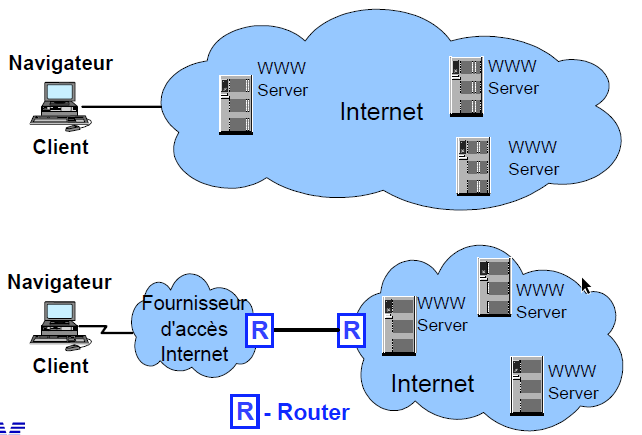 Navigateur
Client
WWW
Server
Internet
WWW
Server
WWW
Server
Navigateur
Client
Fournisseur
d'accès
Internet
R
R
WWW
Server
WWW
Server
Internet
WWW
Server
R - Router